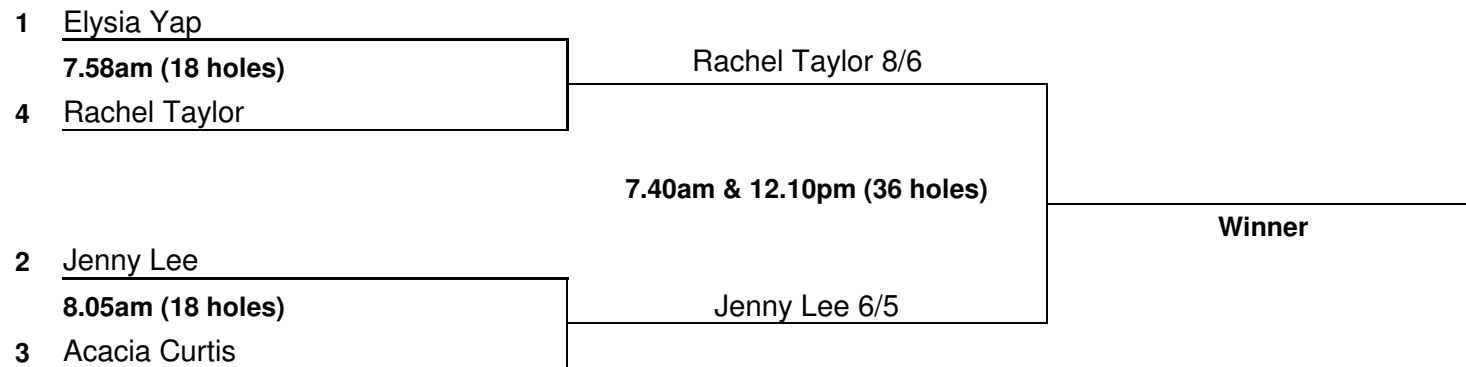 1 Elysia Yap
7.58am (18 holes)
Rachel Taylor 8/6
4 Rachel Taylor
7.40am & 12.10pm (36 holes)
Winner
2 Jenny Lee
8.05am (18 holes)
Jenny Lee 6/5
3 Acacia Curtis